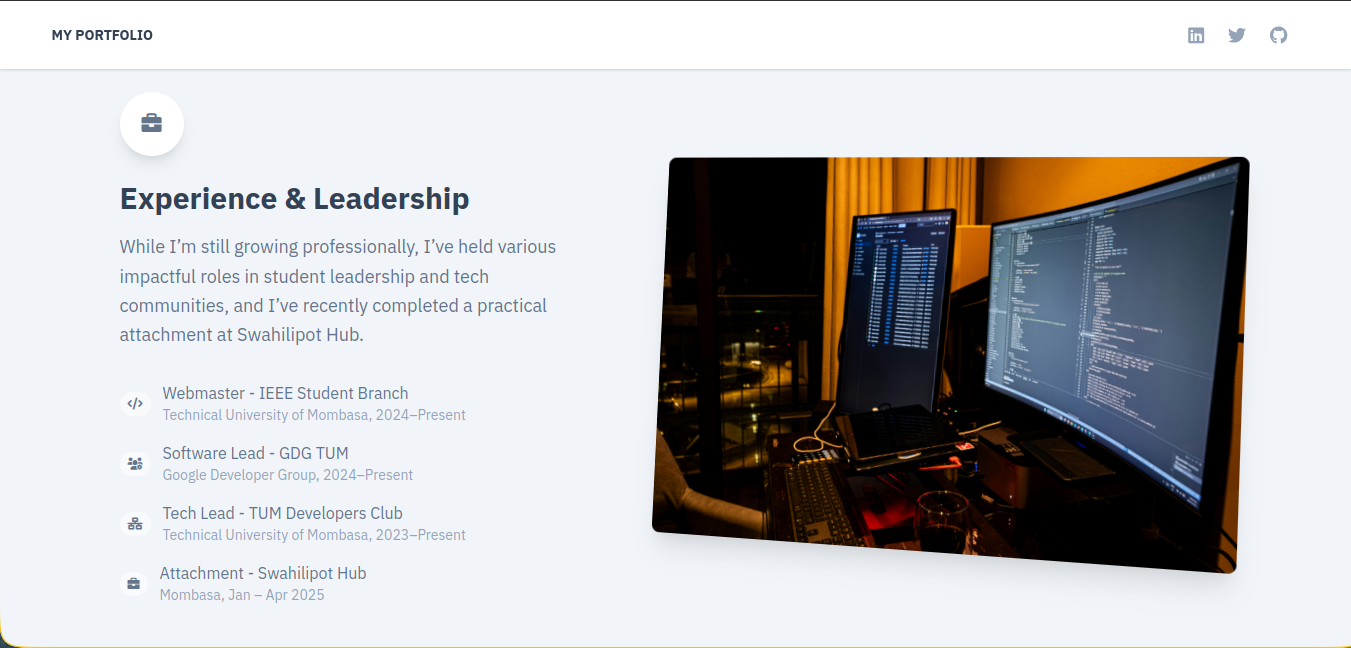 MY PORTFOLIO
Experience & Leadership
While I’m still growing professionally, I’ve held various
impactful roles in student leadership and tech
communities, and I’ve recently completed a practical
attachment at Swahilipot Hub.
Webmaster - IEEE Student Branch
Technical University of Mombasa, 2024–Present
Software Lead - GDG TUM
Google Developer Group, 2024–Present
Tech Lead - TUM Developers Club
Technical University of Mombasa, 2023–Present
Attachment - Swahilipot Hub
Mombasa, Jan – Apr 2025